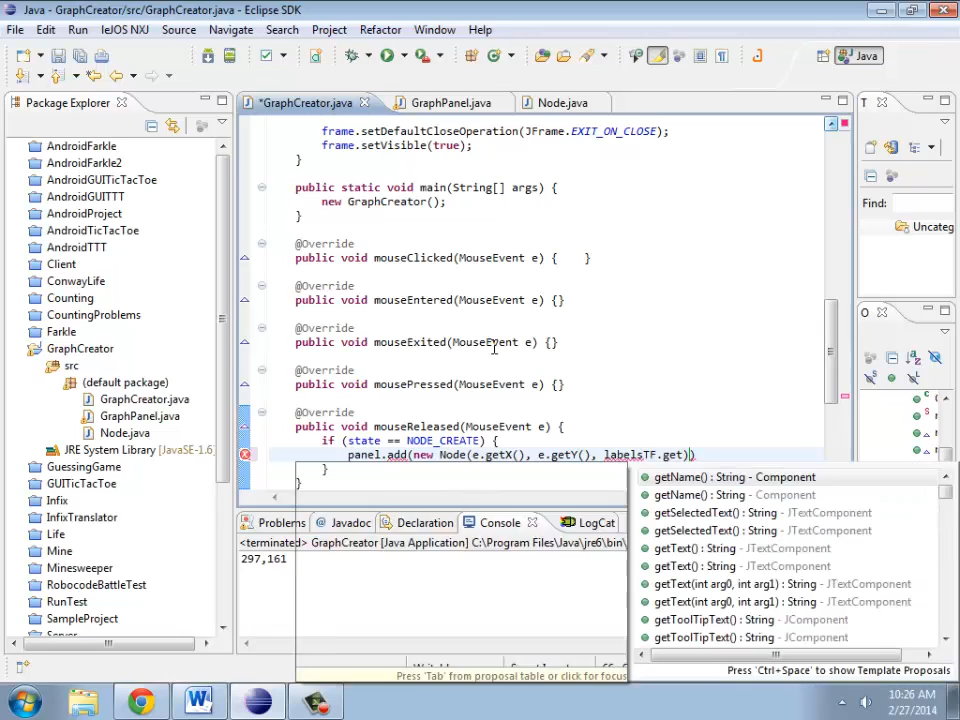 Java - GraphCreator/src/GraphCreator.java - Eclipse SDK
File Edit Run LeJOS NXJ Source Navigate Search Project Refactor Window Help
Java
Package Explorer
AndroidFarkle
AndroidFarkle2
AndroidGUITicTacToe
AndroidGUITTT
AndroidProject
AndroidTicTacToe
AndroidTTT
Client
ConwayLife
Counting
CountingProblems
Farkle
GraphCreator
src
(default package)
GraphCreator.java
GraphPanel.java
Node.java
JRE System Library [JavaSE-1.6]
GuessingGame
GUICalc
Infix
InfixTranslator
Life
Mine
Minesweeper
RobocodeBattleTest
RunTest
SampleProject
Server
*GraphCreator.java GraphPanel.java Node.java
frame.setDefaultCloseOperation(JFrame.EXIT_ON_CLOSE);
frame.setVisible(true);
}
public static void main(String[] args) {
new GraphCreator();
}
@Override
public void mouseClicked(MouseEvent e) { }
@Override
public void mouseEntered(MouseEvent e) {}
@Override
public void mouseExited(MouseEvent e) {}
@Override
public void mousePressed(MouseEvent e) {}
@Override
public void mouseReleased(MouseEvent e) {
if (state == NODE_CREATE) {
panel.add(new Node(e.getX(), e.getY(), labelsTF.get))
}
}
getName() : String - Component
getName() : String - Component
getSelectedText() : String - JTextComponent
getSelectedText() : String - JTextComponent
getText() : String - JTextComponent
getText() : String - JTextComponent
getText(int arg0, int arg1) : String - JTextComponent
getText(int arg0, int arg1) : String - JTextComponent
getToolTipText() : String - JComponent
getToolTipText() : String - JComponent
Press 'Ctrl+Space' to show Template Proposals
Press 'Tab' from proposal table or click for focus
Problems Javadoc Declaration Console LogCat
<terminated> GraphCreator [Java Application] C:\Program Files\Java\jre6\bin\
297,161
T
Find:
Uncateg
O
10:26 AM
2/27/2014